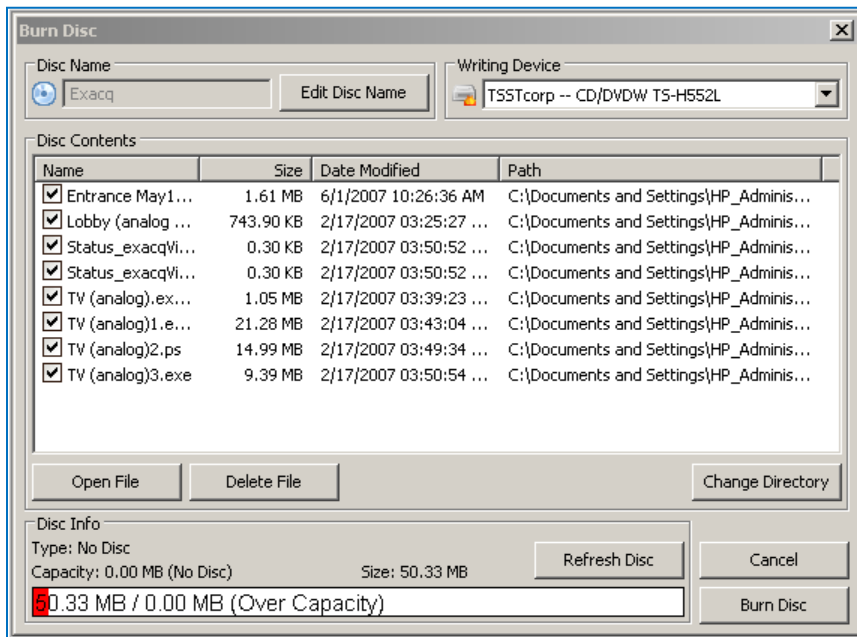 Burn Disc
Disc Name
Writing Device
Exacq
Edit Disc Name
TSSTcorp -- CD/DVDW TS-H552L
Disc Contents
Name Size Date Modified Path
Entrance May1... 1.61 MB 6/1/2007 10:26:36 AM C:\Documents and Settings\HP_Adminis...
Lobby (analog ... 743.90 KB 2/17/2007 03:25:27 ... C:\Documents and Settings\HP_Adminis...
Status_exacqVi... 0.30 KB 2/17/2007 03:50:52 ... C:\Documents and Settings\HP_Adminis...
Status_exacqVi... 0.30 KB 2/17/2007 03:50:52 ... C:\Documents and Settings\HP_Adminis...
TV (analog).ex... 1.05 MB 2/17/2007 03:39:23 ... C:\Documents and Settings\HP_Adminis...
TV (analog)1.e... 21.28 MB 2/17/2007 03:43:04 ... C:\Documents and Settings\HP_Adminis...
TV (analog)2.ps 14.99 MB 2/17/2007 03:49:34 ... C:\Documents and Settings\HP_Adminis...
TV (analog)3.exe 9.39 MB 2/17/2007 03:50:54 ... C:\Documents and Settings\HP_Adminis...
Open File
Delete File
Change Directory
Disc Info
Type: No Disc
Capacity: 0.00 MB (No Disc) Size: 50.33 MB
Refresh Disc
Cancel
50.33 MB / 0.00 MB (Over Capacity)
Burn Disc